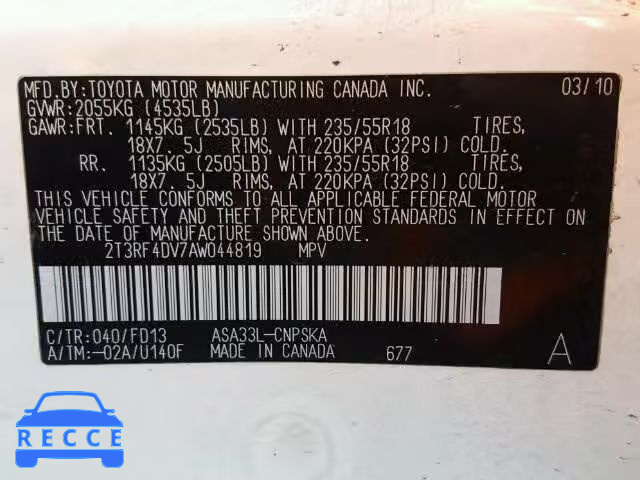 MFD.BY:TOYOTA MOTOR MANUFACTURING CANADA INC. 03/10
GVWR:2055KG (4535LB)
GAWR:FRT. 1145KG (2535LB) WITH 235/55R18 TIRES,
18X7. 5J RIMS, AT 220KPA (32PSI) COLD.
RR. 1135KG (2505LB) WITH 235/55R18 TIRES,
18X7. 5J RIMS, AT 220KPA (32PSI) COLD.
THIS VEHICLE CONFORMS TO ALL APPLICABLE FEDERAL MOTOR
VEHICLE SAFETY AND THEFT PREVENTION STANDARDS IN EFFECT ON
THE DATE OF MANUFACTURE SHOWN ABOVE.
2T3RF4DV7AW044819 MPV
C/TR:040/FD13 ASA33L-CNPSKA
A/TM:-02A/U140F MADE IN CANADA 677 A
RECCE